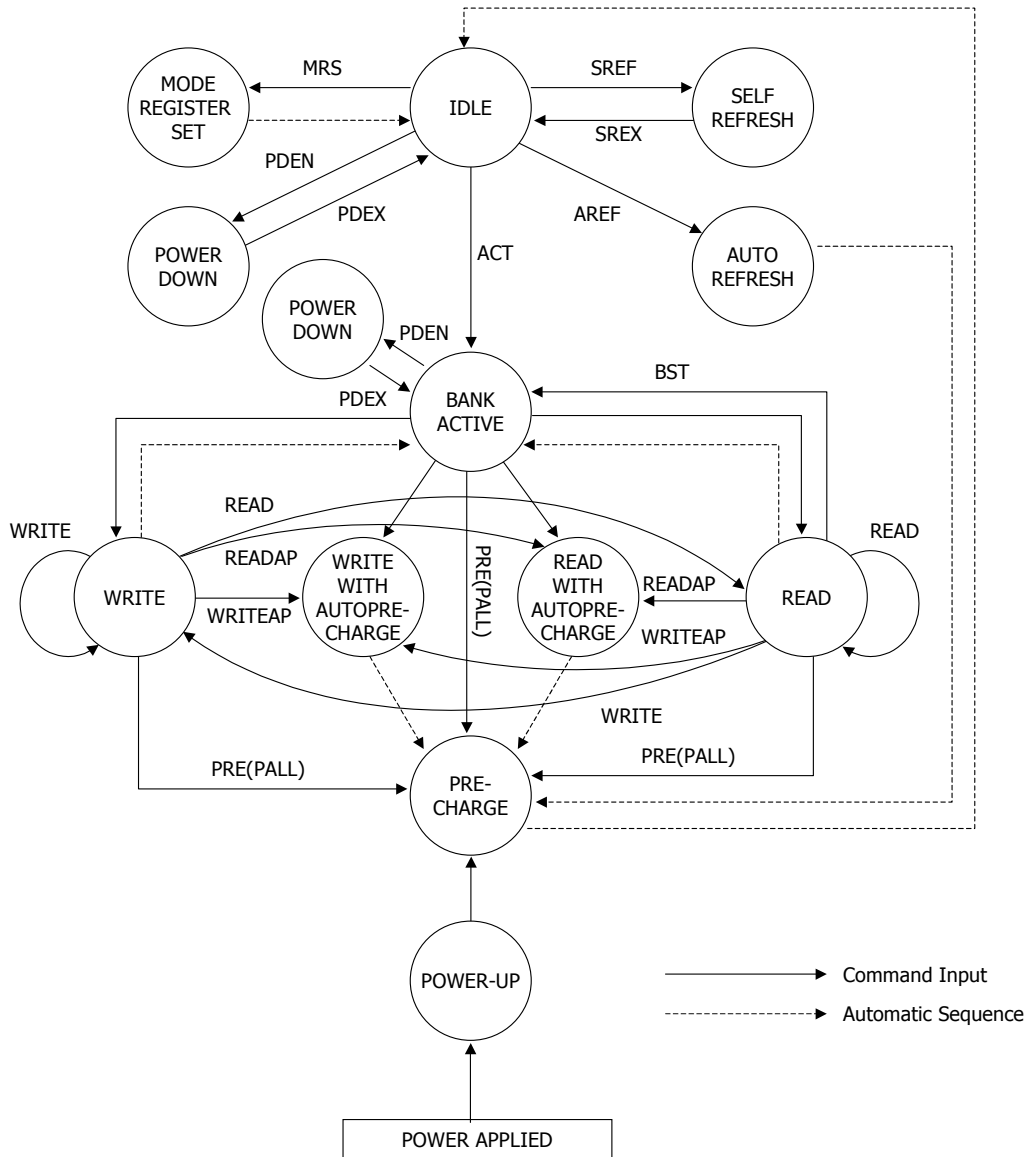 MRS
SREF
MODE
REGISTER
SET
IDLE
SELF
REFRESH
SREX
PDEN
PDEX
AREF
POWER
DOWN
ACT
AUTO
REFRESH
POWER
DOWN
PDEN
PDEX
BST
BANK
ACTIVE
READ
WRITE
READ
READAP
WRITE
WRITE
WITH
AUTOPRE-
CHARGE
PRE(PALL)
READ
WITH
AUTOPRE-
CHARGE
READAP
READ
WRITEAP
WRITEAP
WRITE
PRE(PALL)
PRE(PALL)
PRE-
CHARGE
POWER-UP
Command Input
Automatic Sequence
POWER APPLIED